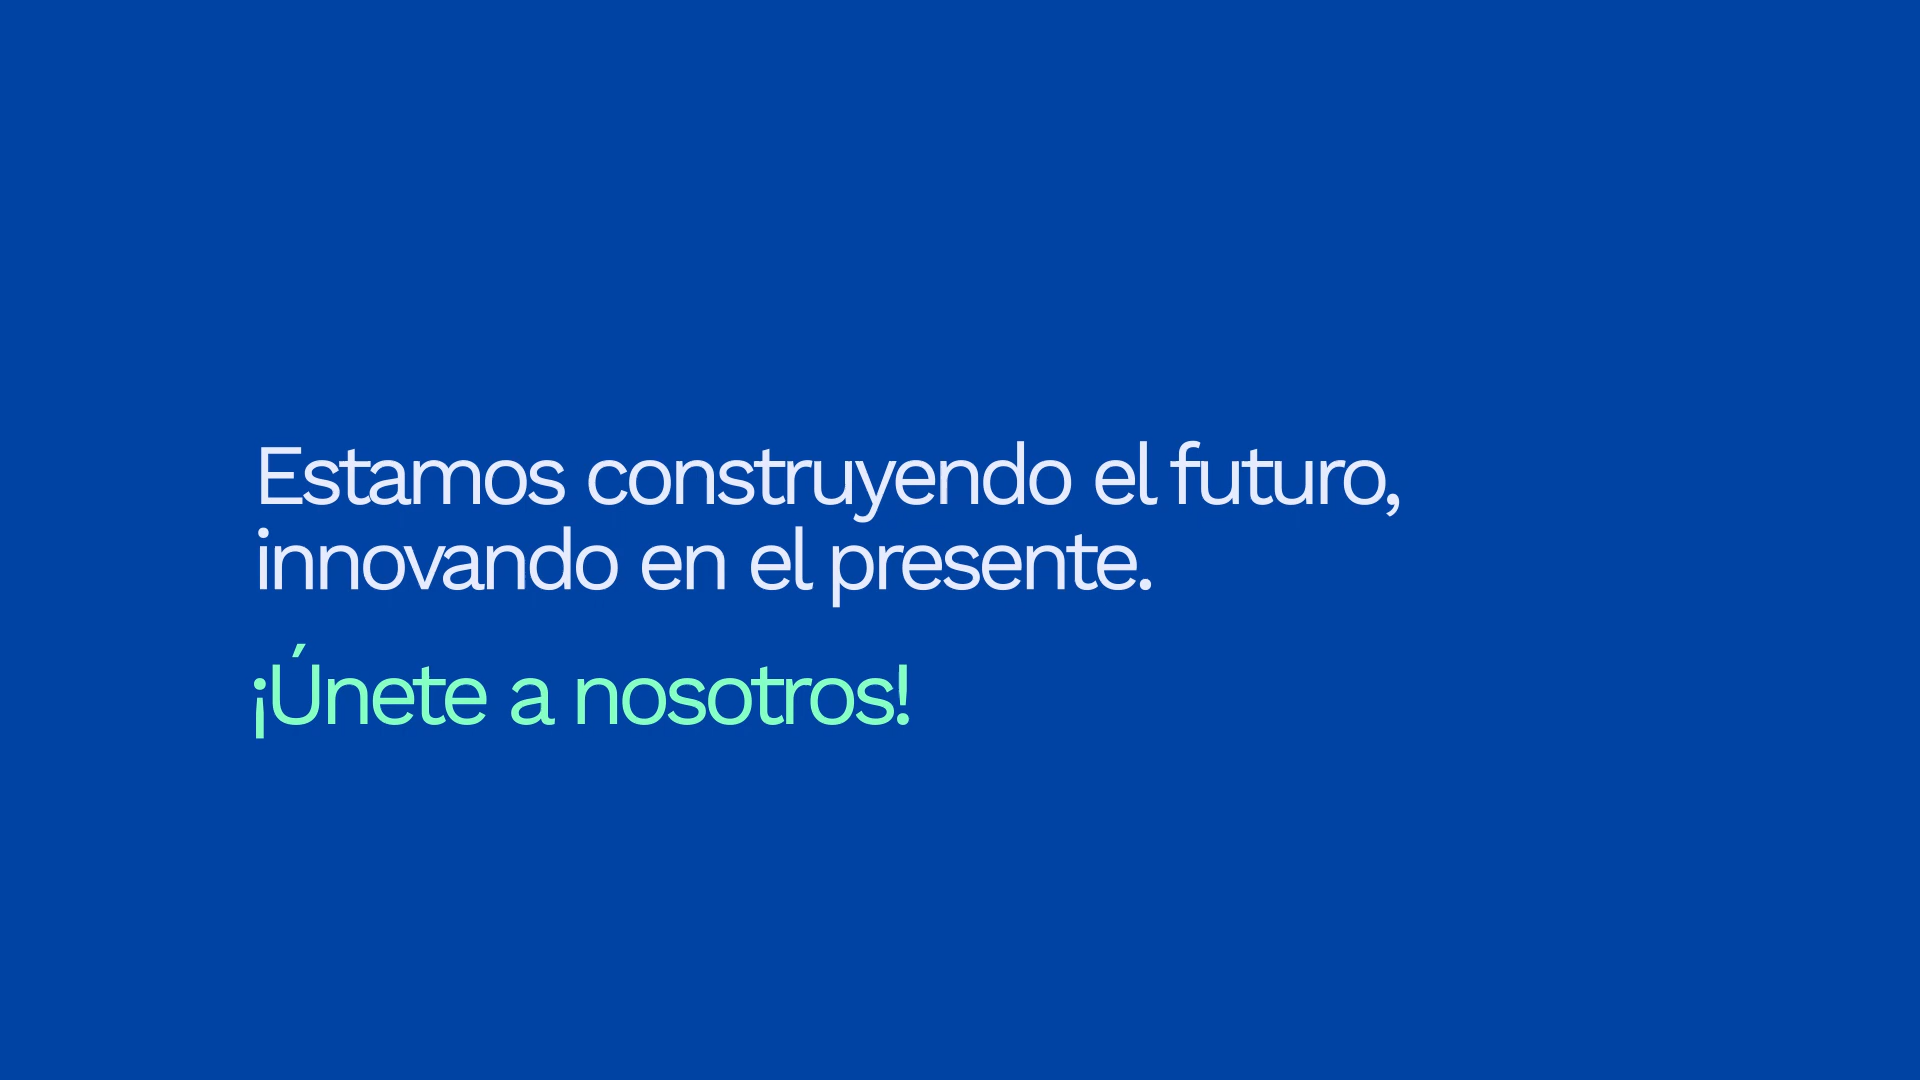 Estamos construyendo el futuro,
innovando en el presente.
¡Únete a nosotros!